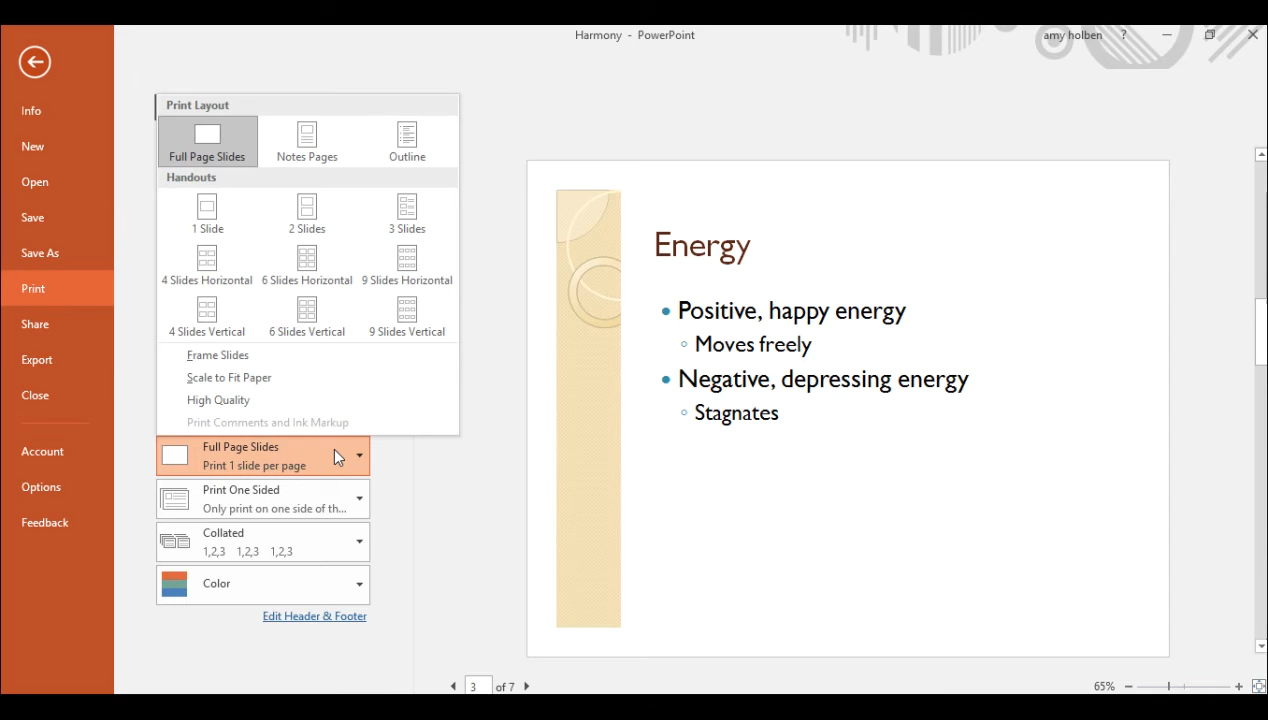 Harmony - PowerPoint
amy holben ?
Info
New
Open
Save
Save As
Print
Share
Export
Close
Account
Options
Feedback
Print Layout
Full Page Slides Notes Pages Outline
Handouts
1 Slide 2 Slides 3 Slides
4 Slides Horizontal 6 Slides Horizontal 9 Slides Horizontal
4 Slides Vertical 6 Slides Vertical 9 Slides Vertical
Frame Slides
Scale to Fit Paper
High Quality
Print Comments and Ink Markup
Full Page Slides
Print 1 slide per page
Print One Sided
Only print on one side of th...
Collated
1,2,3 1,2,3 1,2,3
Color
Edit Header & Footer
Energy
Positive, happy energy
Moves freely
Negative, depressing energy
Stagnates
3 of 7
65%